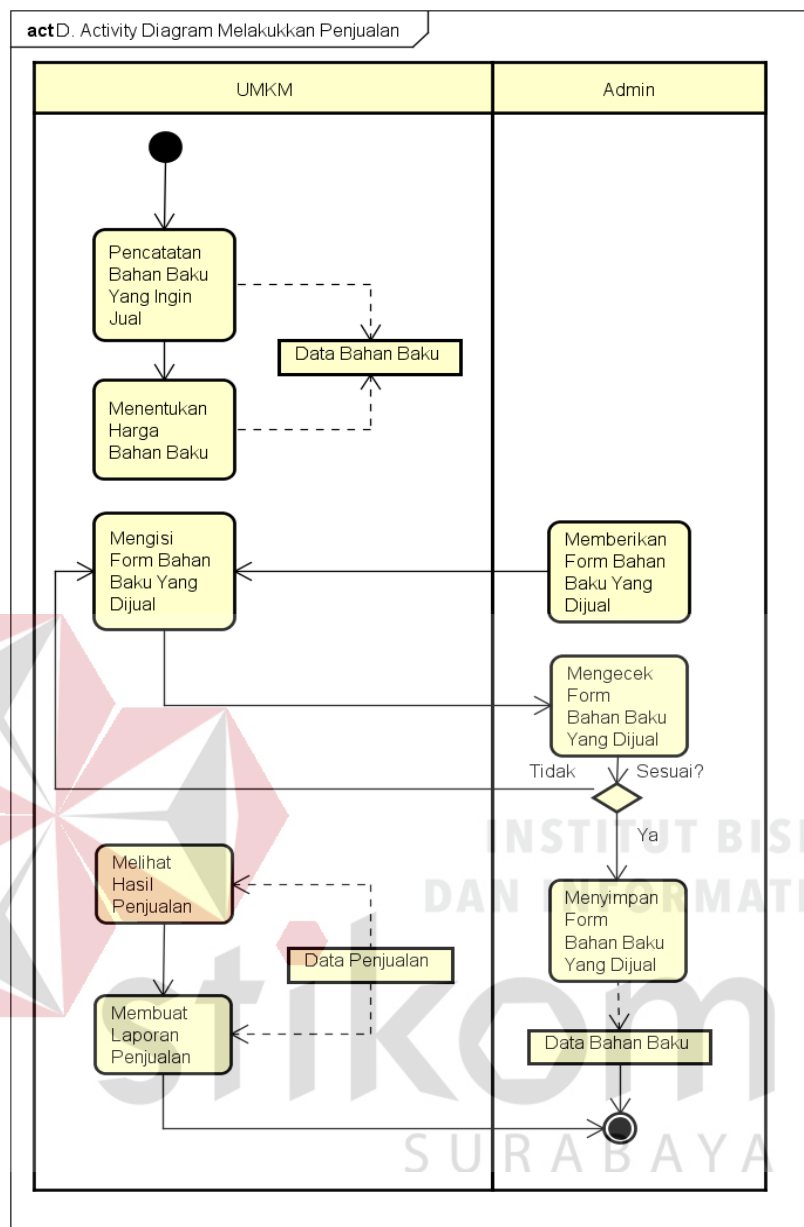 act D. Activity Diagram Melakukkan Penjualan
UMKM
Admin
Pencatatan
Bahan Baku
Yang Ingin
Jual
Data Bahan Baku
Menentukan
Harga
Bahan Baku
Mengisi
Form Bahan
Baku Yang
Dijual
Memberikan
Form Bahan
Baku Yang
Dijual
Mengecek
Form
Bahan Baku
Yang Dijual
Tidak
Sesuai?
Ya
INSTITUT BISI
DAN INFORMATI
Melihat
Hasil
Penjualan
Menyimpan
Form
Bahan Baku
Yang Dijual
Data Penjualan
Membuat
Laporan
Penjualan
Data Bahan Baku
stikom
SURABAYA